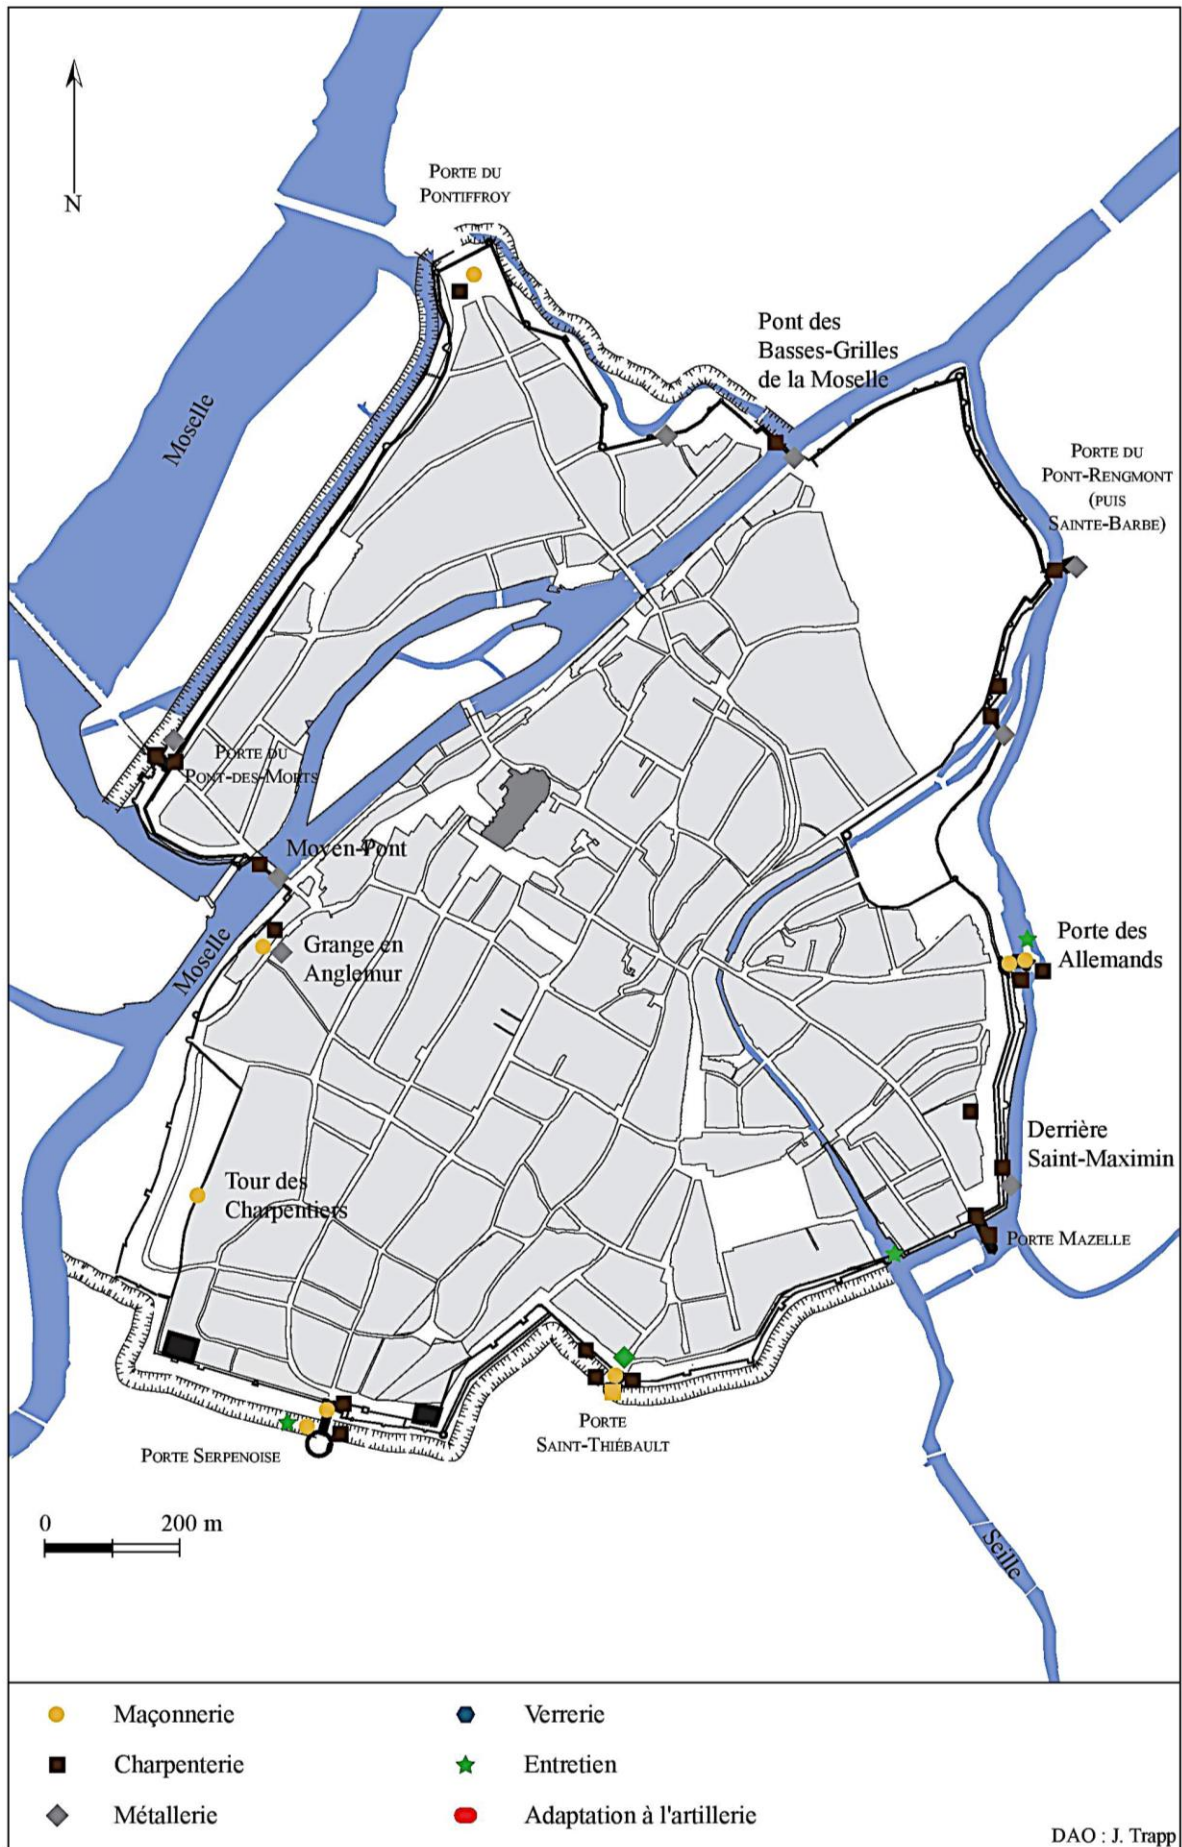 N
PORTE DU
PONTIFFROY
Moselle
Pont des
Basses-Grilles
de la Moselle
PORTE DU
PONT-RENGMONT
(PUIS
SAINTE-BARBE)
PORTE DU
PONT-DES-MORTS
Moyen-Pont
Moselle
Grange en
Anglemur
Porte des
Allemands
Tour des
Charpentiers
Derrière
Saint-Maximin
PORTE MAZELLE
PORTE
SAINT-THIÉBAULT
PORTE SERPENOISE
0 200 m
Seille
Maçonnerie
Verrerie
Charpenterie
Entretien
Métallerie
Adaptation à l'artillerie
DAO : J. Trapp